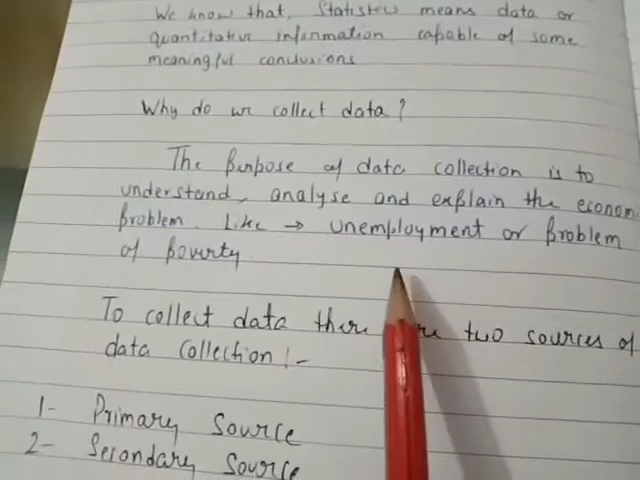 We know that, Statistics means data or
quantitative information capable of some
meaningful conclusions
Why do we collect data?
The purpose of data collection is to
understand, analyse and explain the econom
problem. Like → unemployment or problem
of poverty
To collect data there are two sources of
data collection :-
1- Primary Source
2- Secondary Source